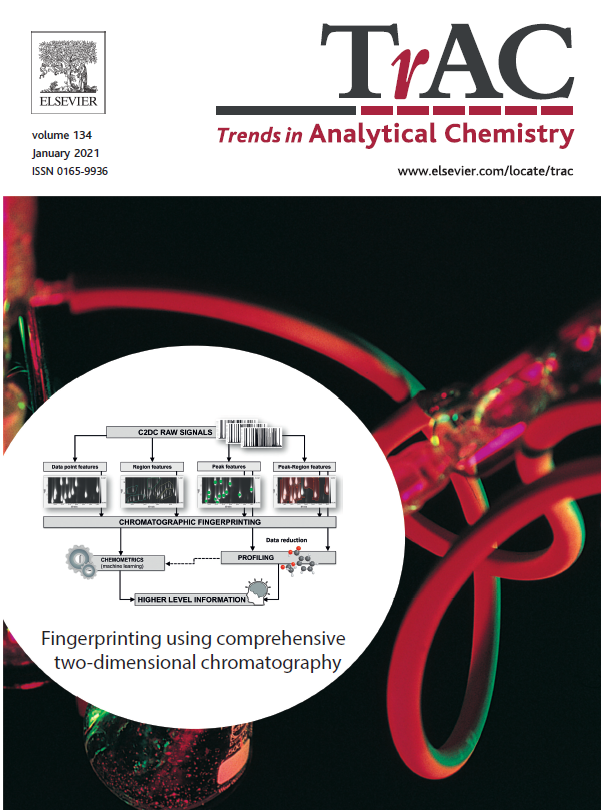 TrAC
ELSEVIER
Trends in Analytical Chemistry
volume 134
January 2021
ISSN 0165-9936
www.elsevier.com/locate/trac
C2DC RAW SIGNALS
Data point features
Region features
Peak features
Peak-Region features
CHROMATOGRAPHIC FINGERPRINTING
Data reduction
CHEMOMETRICS
(machine learning)
PROFILING
HIGHER LEVEL INFORMATION
Fingerprinting using comprehensive
two-dimensional chromatography